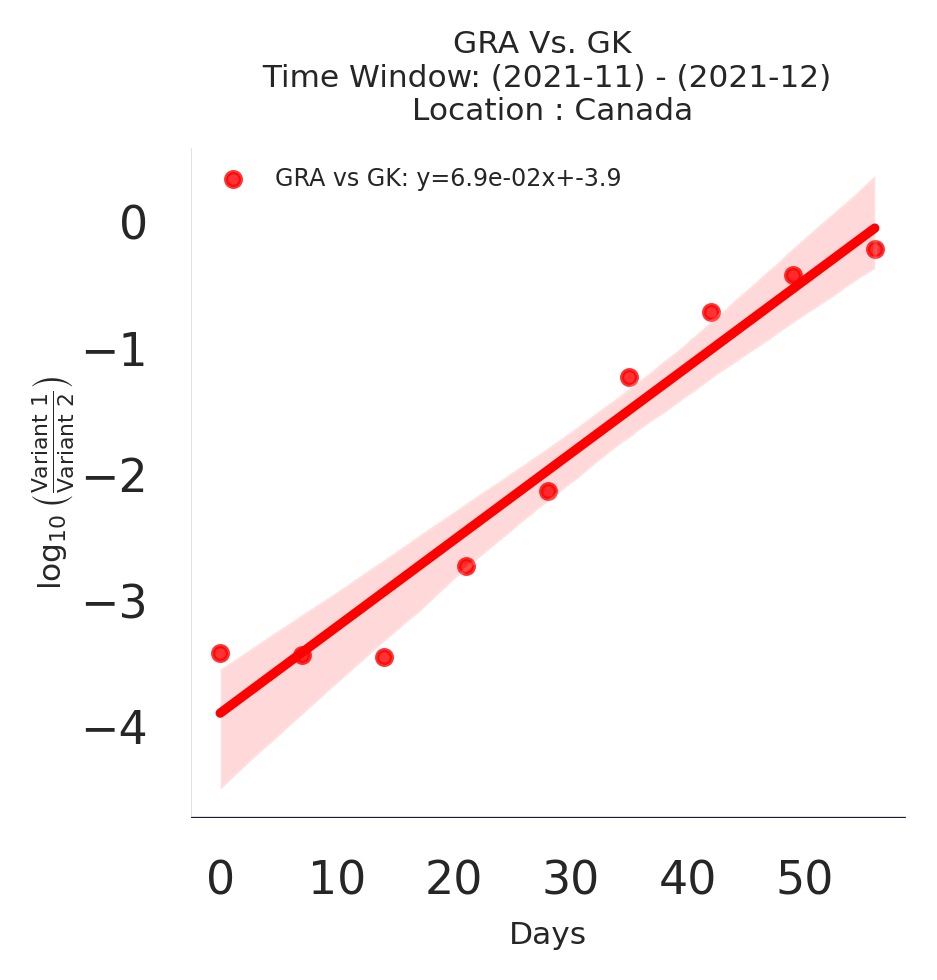 GRA Vs. GK
Time Window: (2021-11) - (2021-12)
Location : Canada
GRA vs GK: y=6.9e-02x+-3.9
0
−1
−2
−3
−4
log10 (Variant 1 / Variant 2)
0 10 20 30 40 50
Days